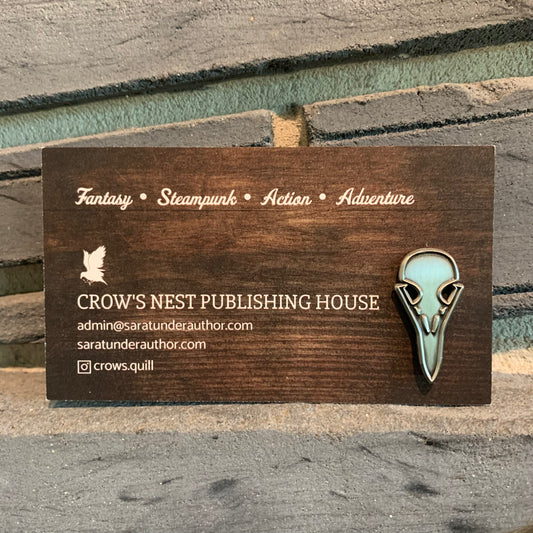 Fantasy • Steampunk • Action • Adventure
CROW'S NEST PUBLISHING HOUSE
admin@saratunderauthor.com
saratunderauthor.com
crows.quill